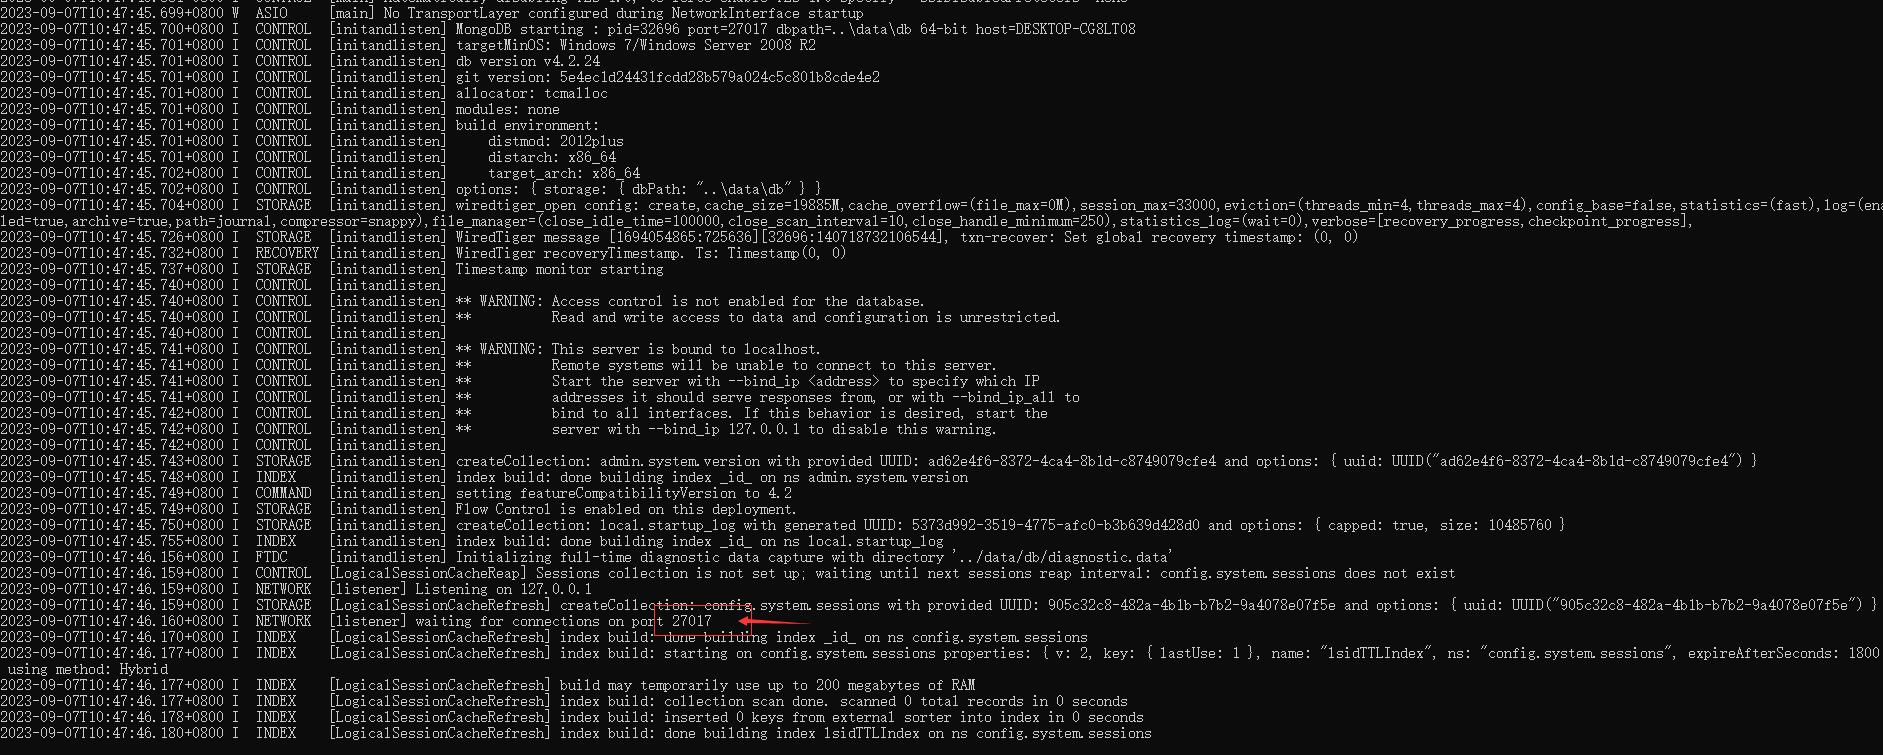 2023-09-07T10:47:45.699+0800 W  ASIO     [main] No TransportLayer configured during NetworkInterface startup
2023-09-07T10:47:45.700+0800 I  CONTROL  [initandlisten] MongoDB starting : pid=32696 port=27017 dbpath=..\data\db 64-bit host=DESKTOP-CG8LT08
2023-09-07T10:47:45.701+0800 I  CONTROL  [initandlisten] targetMinOS: Windows 7/Windows Server 2008 R2
2023-09-07T10:47:45.701+0800 I  CONTROL  [initandlisten] db version v4.2.24
2023-09-07T10:47:45.701+0800 I  CONTROL  [initandlisten] git version: 5e4ec1d24431fcdd28b579a024c5c801b8cde4e2
2023-09-07T10:47:45.701+0800 I  CONTROL  [initandlisten] allocator: tcmalloc
2023-09-07T10:47:45.701+0800 I  CONTROL  [initandlisten] modules: none
2023-09-07T10:47:45.701+0800 I  CONTROL  [initandlisten] build environment:
2023-09-07T10:47:45.701+0800 I  CONTROL  [initandlisten]     distmod: 2012plus
2023-09-07T10:47:45.701+0800 I  CONTROL  [initandlisten]     distarch: x86_64
2023-09-07T10:47:45.701+0800 I  CONTROL  [initandlisten]     target_arch: x86_64
2023-09-07T10:47:45.702+0800 I  CONTROL  [initandlisten] options: { storage: { dbPath: "..\data\db" } }
2023-09-07T10:47:45.704+0800 I  STORAGE  [initandlisten] wiredtiger_open config: create,cache_size=19885M,cache_overflow=(file_max=0M),session_max=33000,eviction=(threads_min=4,threads_max=4),config_base=false,statistics=(fast),log=(ena
led=true,archive=true,path=journal,compressor=snappy),file_manager=(close_idle_time=100000,close_scan_interval=10,close_handle_minimum=250),statistics_log=(wait=0),verbose=[recovery_progress,checkpoint_progress],
2023-09-07T10:47:45.726+0800 I  STORAGE  [initandlisten] WiredTiger message [1694054865:725636][32696:140718732106544], txn-recover: Set global recovery timestamp: (0, 0)
2023-09-07T10:47:45.732+0800 I  RECOVERY [initandlisten] WiredTiger recoveryTimestamp. Ts: Timestamp(0, 0)
2023-09-07T10:47:45.737+0800 I  STORAGE  [initandlisten] Timestamp monitor starting
2023-09-07T10:47:45.740+0800 I  CONTROL  [initandlisten]
2023-09-07T10:47:45.740+0800 I  CONTROL  [initandlisten] ** WARNING: Access control is not enabled for the database.
2023-09-07T10:47:45.740+0800 I  CONTROL  [initandlisten] **          Read and write access to data and configuration is unrestricted.
2023-09-07T10:47:45.740+0800 I  CONTROL  [initandlisten]
2023-09-07T10:47:45.741+0800 I  CONTROL  [initandlisten] ** WARNING: This server is bound to localhost.
2023-09-07T10:47:45.741+0800 I  CONTROL  [initandlisten] **          Remote systems will be unable to connect to this server.
2023-09-07T10:47:45.741+0800 I  CONTROL  [initandlisten] **          Start the server with --bind_ip <address> to specify which IP
2023-09-07T10:47:45.741+0800 I  CONTROL  [initandlisten] **          addresses it should serve responses from, or with --bind_ip_all to
2023-09-07T10:47:45.742+0800 I  CONTROL  [initandlisten] **          bind to all interfaces. If this behavior is desired, start the
2023-09-07T10:47:45.742+0800 I  CONTROL  [initandlisten] **          server with --bind_ip 127.0.0.1 to disable this warning.
2023-09-07T10:47:45.742+0800 I  CONTROL  [initandlisten]
2023-09-07T10:47:45.743+0800 I  STORAGE  [initandlisten] createCollection: admin.system.version with provided UUID: ad62e4f6-8372-4ca4-8b1d-c8749079cfe4 and options: { uuid: UUID("ad62e4f6-8372-4ca4-8b1d-c8749079cfe4") }
2023-09-07T10:47:45.748+0800 I  INDEX    [initandlisten] index build: done building index _id_ on ns admin.system.version
2023-09-07T10:47:45.749+0800 I  COMMAND  [initandlisten] setting featureCompatibilityVersion to 4.2
2023-09-07T10:47:45.749+0800 I  STORAGE  [initandlisten] Flow Control is enabled on this deployment.
2023-09-07T10:47:45.750+0800 I  STORAGE  [initandlisten] createCollection: local.startup_log with generated UUID: 5373d992-3519-4775-afc0-b3b639d428d0 and options: { capped: true, size: 10485760 }
2023-09-07T10:47:45.755+0800 I  INDEX    [initandlisten] index build: done building index _id_ on ns local.startup_log
2023-09-07T10:47:46.156+0800 I  FTDC     [initandlisten] Initializing full-time diagnostic data capture with directory '../data/db/diagnostic.data'
2023-09-07T10:47:46.159+0800 I  CONTROL  [LogicalSessionCacheReap] Sessions collection is not set up; waiting until next sessions reap interval: config.system.sessions does not exist
2023-09-07T10:47:46.159+0800 I  NETWORK  [listener] Listening on 127.0.0.1
2023-09-07T10:47:46.159+0800 I  STORAGE  [LogicalSessionCacheRefresh] createCollection: config.system.sessions with provided UUID: 905c32c8-482a-4b1b-b7b2-9a4078e07f5e and options: { uuid: UUID("905c32c8-482a-4b1b-b7b2-9a4078e07f5e") }
2023-09-07T10:47:46.160+0800 I  NETWORK  [listener] waiting for connections on port 27017
2023-09-07T10:47:46.170+0800 I  INDEX    [LogicalSessionCacheRefresh] index build: done building index _id_ on ns config.system.sessions
2023-09-07T10:47:46.177+0800 I  INDEX    [LogicalSessionCacheRefresh] index build: starting on config.system.sessions properties: { v: 2, key: { lastUse: 1 }, name: "lsidTTLIndex", ns: "config.system.sessions", expireAfterSeconds: 1800
 using method: Hybrid
2023-09-07T10:47:46.177+0800 I  INDEX    [LogicalSessionCacheRefresh] build may temporarily use up to 200 megabytes of RAM
2023-09-07T10:47:46.177+0800 I  INDEX    [LogicalSessionCacheRefresh] index build: collection scan done. scanned 0 total records in 0 seconds
2023-09-07T10:47:46.178+0800 I  INDEX    [LogicalSessionCacheRefresh] index build: inserted 0 keys from external sorter into index in 0 seconds
2023-09-07T10:47:46.180+0800 I  INDEX    [LogicalSessionCacheRefresh] index build: done building index lsidTTLIndex on ns config.system.sessions